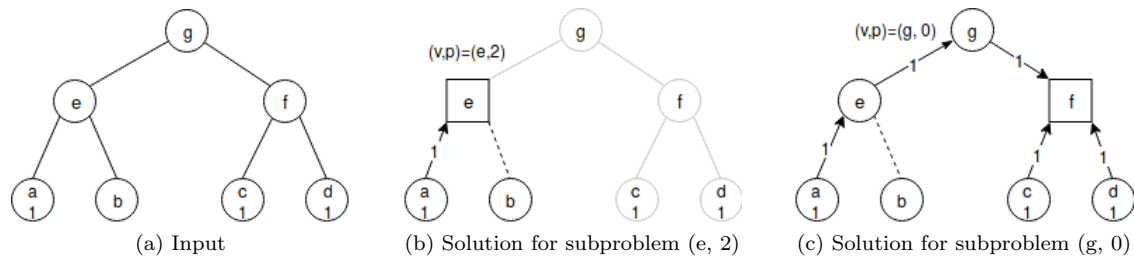 g
e
f
a
1
b
c
1
d
1
(a) Input
(v,p)=(e,2)
g
e
f
1
a
1
b
c
1
d
1
(b) Solution for subproblem (e, 2)
(v,p)=(g, 0)
g
1
1
e
f
1
1
1
a
1
b
c
1
d
1
(c) Solution for subproblem (g, 0)